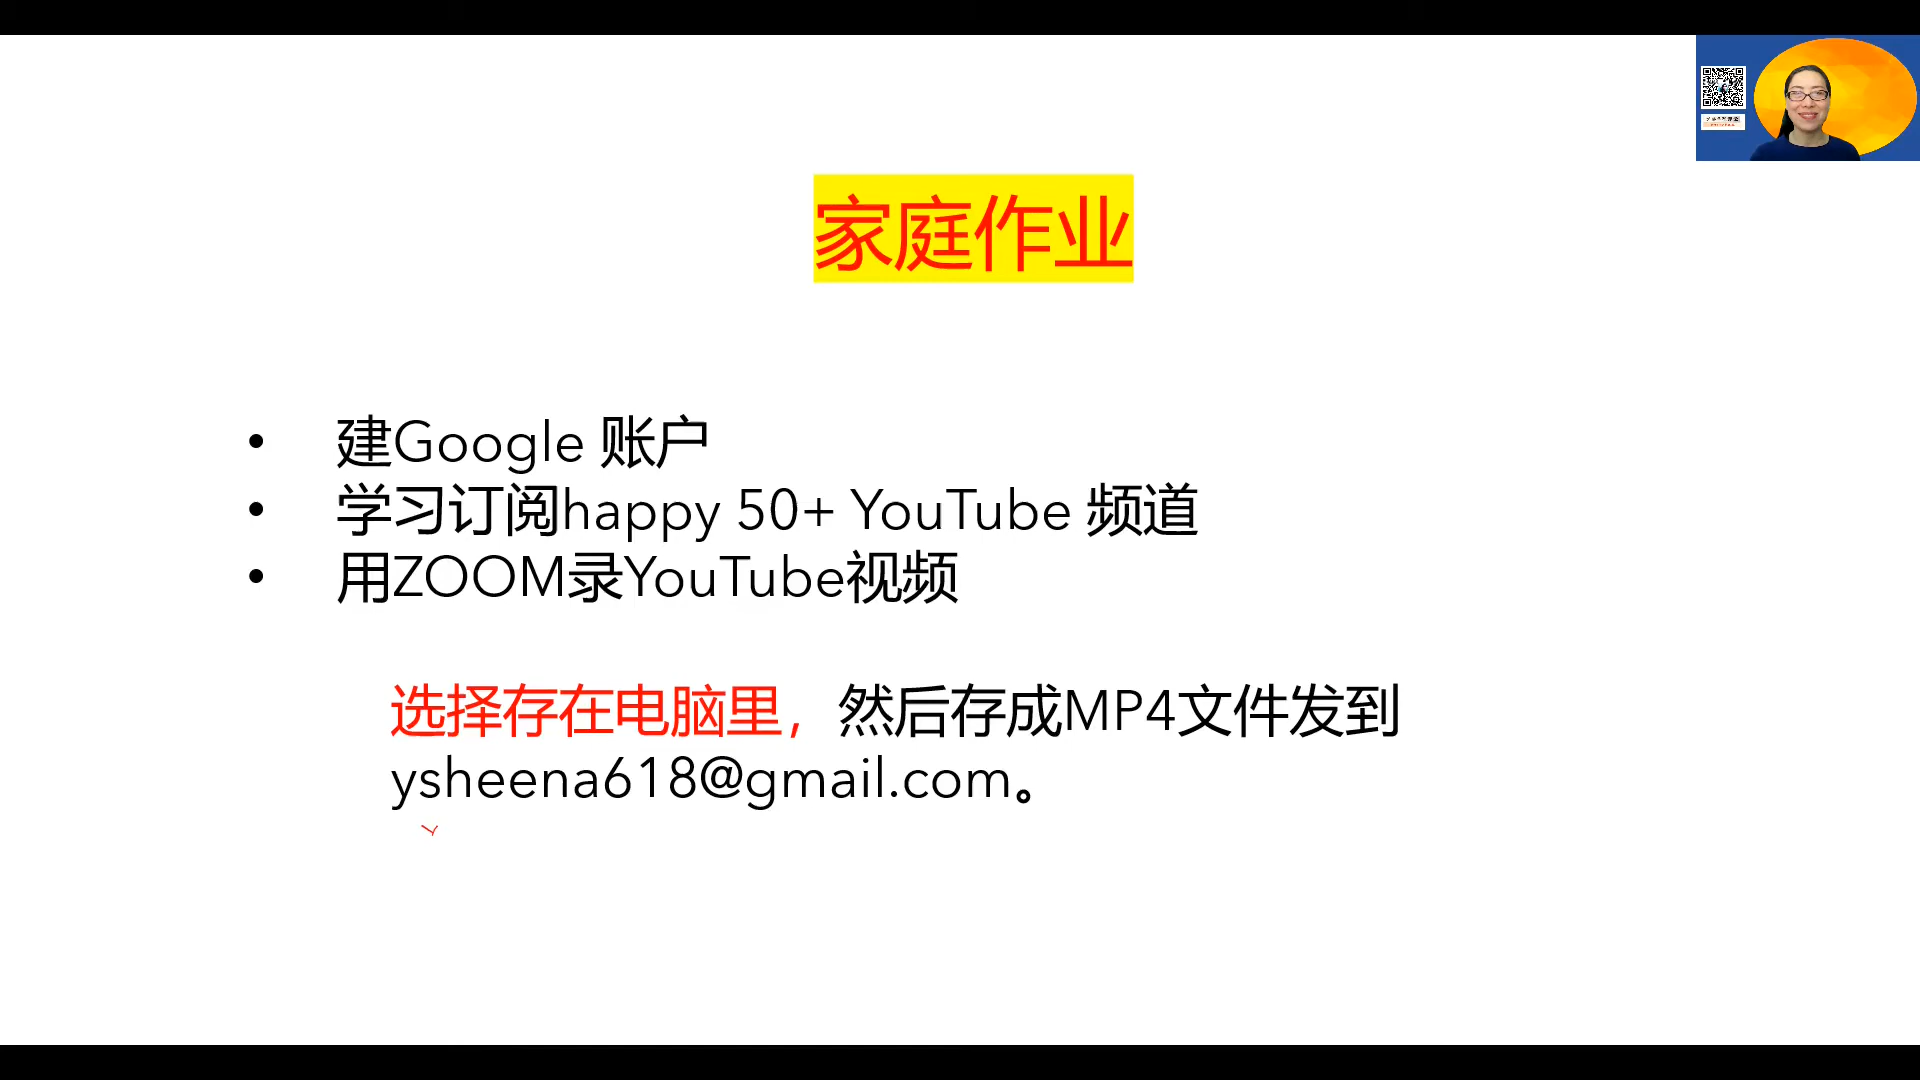 家庭作业
• 建Google 账户
• 学习订阅happy 50+ YouTube 频道
• 用ZOOM录YouTube视频
选择存在电脑里，然后存成MP4文件发到
ysheena618@gmail.com。